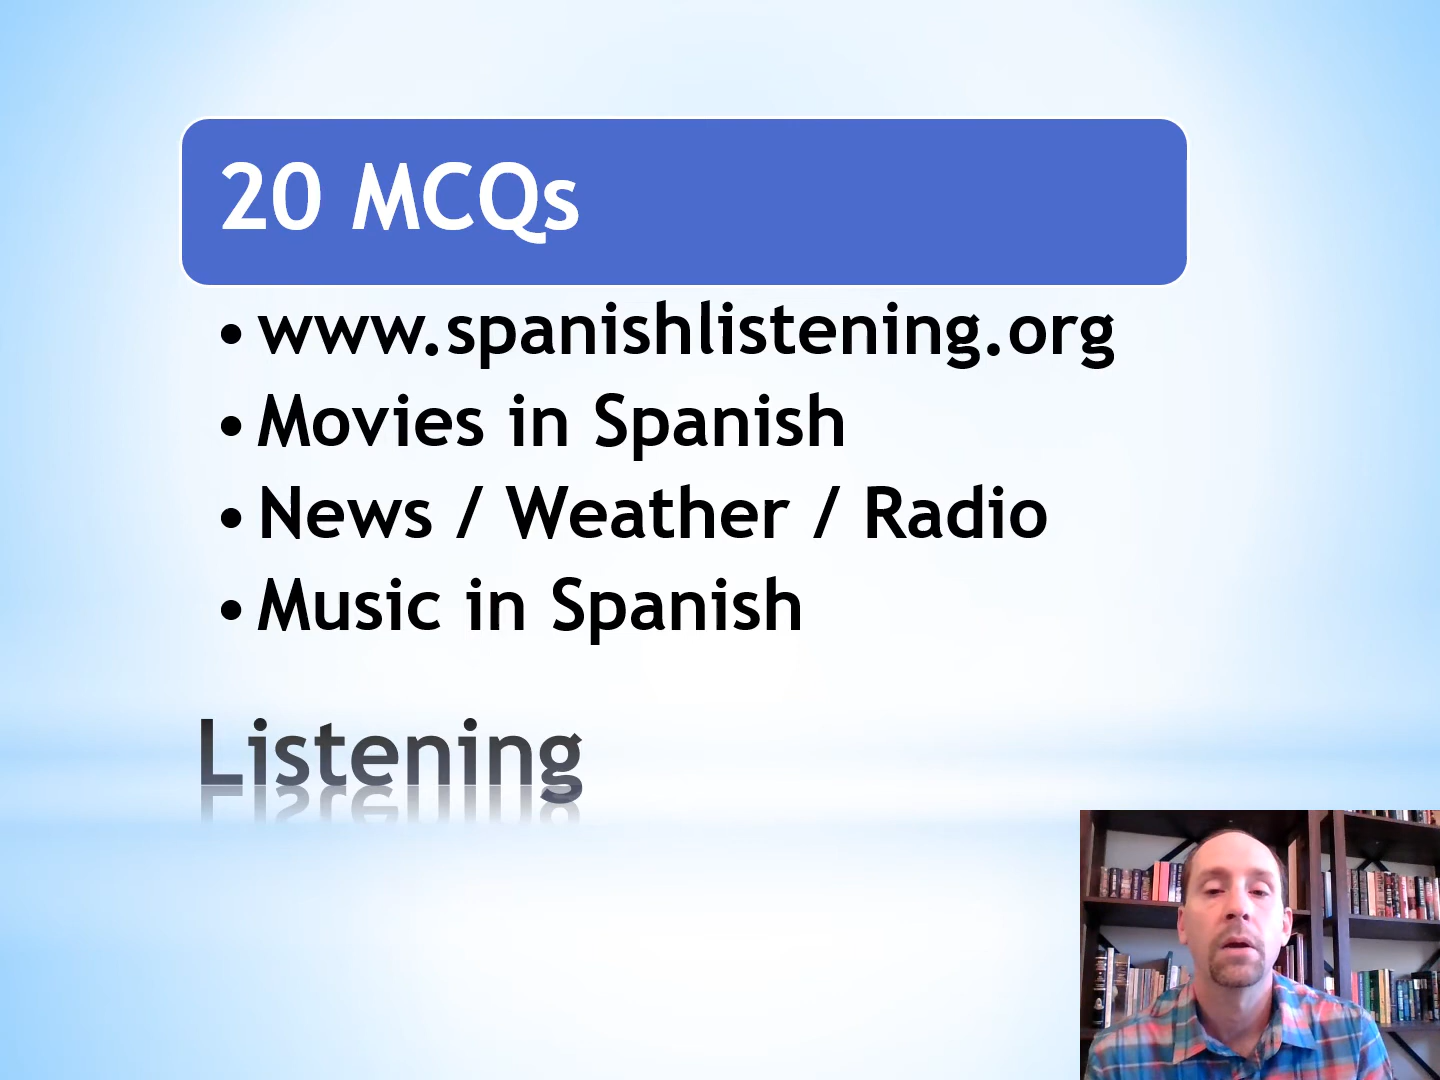 20 MCQs
• www.spanishlistening.org
• Movies in Spanish
• News / Weather / Radio
• Music in Spanish
Listening